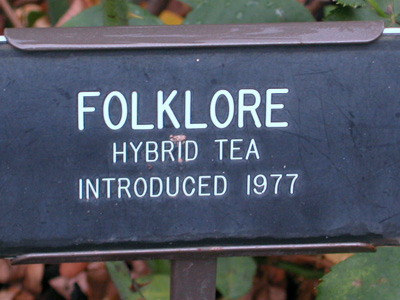 FOLKLORE
HYBRID TEA
INTRODUCED 1977